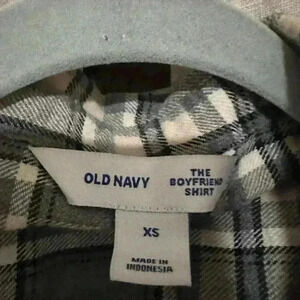 OLD NAVY
THE
BOYFRIEND
SHIRT
XS
MADE IN
INDONESIA